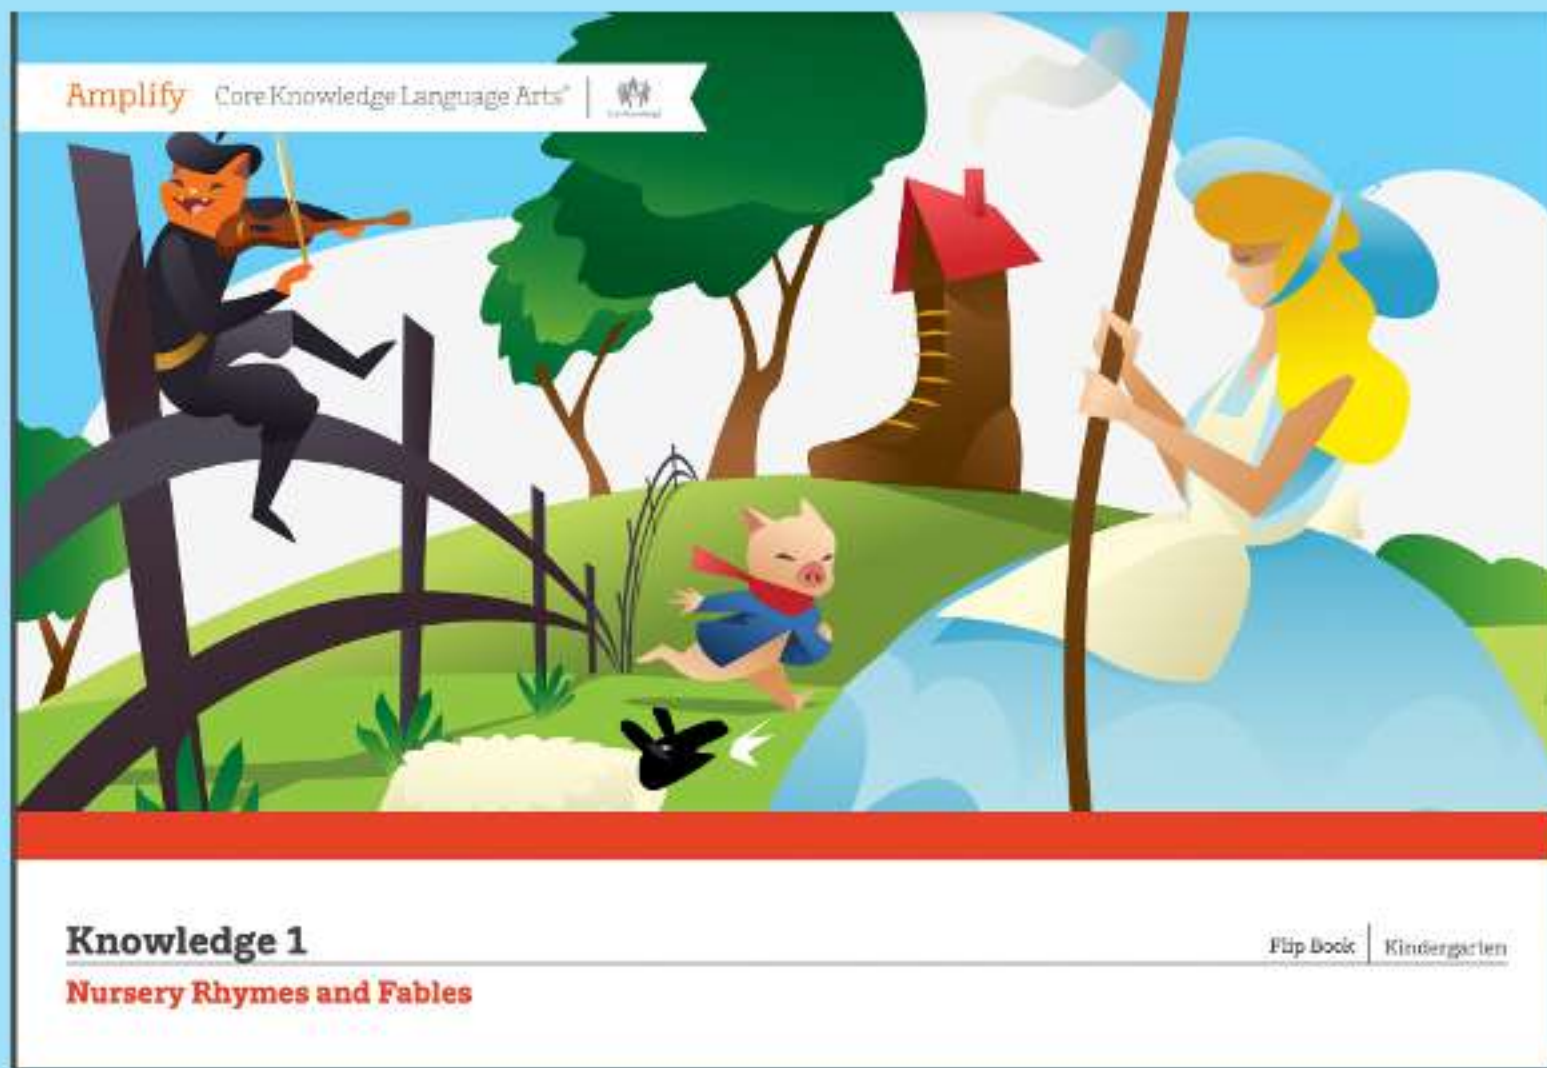 Amplify Core Knowledge Language Arts®
Knowledge 1
Flip Book | Kindergarten
Nursery Rhymes and Fables